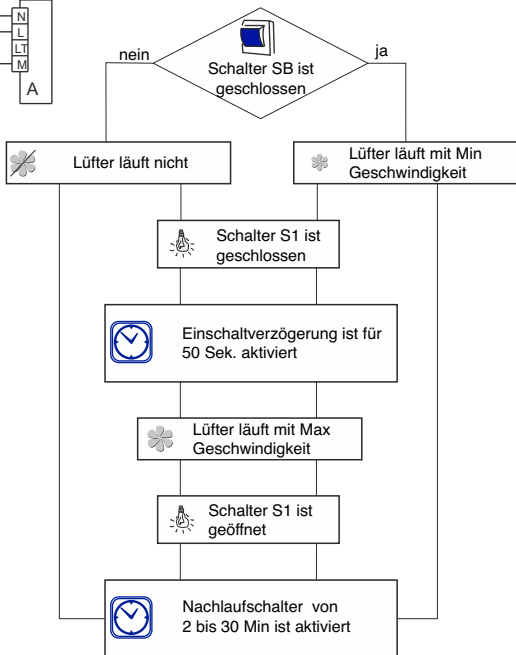 N
L
LT
M
A
nein
ja
Schalter SB ist
geschlossen
Lüfter läuft nicht
Lüfter läuft mit Min
Geschwindigkeit
Schalter S1 ist
geschlossen
Einschaltverzögerung ist für
50 Sek. aktiviert
Lüfter läuft mit Max
Geschwindigkeit
Schalter S1 ist
geöffnet
Nachlaufschalter von
2 bis 30 Min ist aktiviert